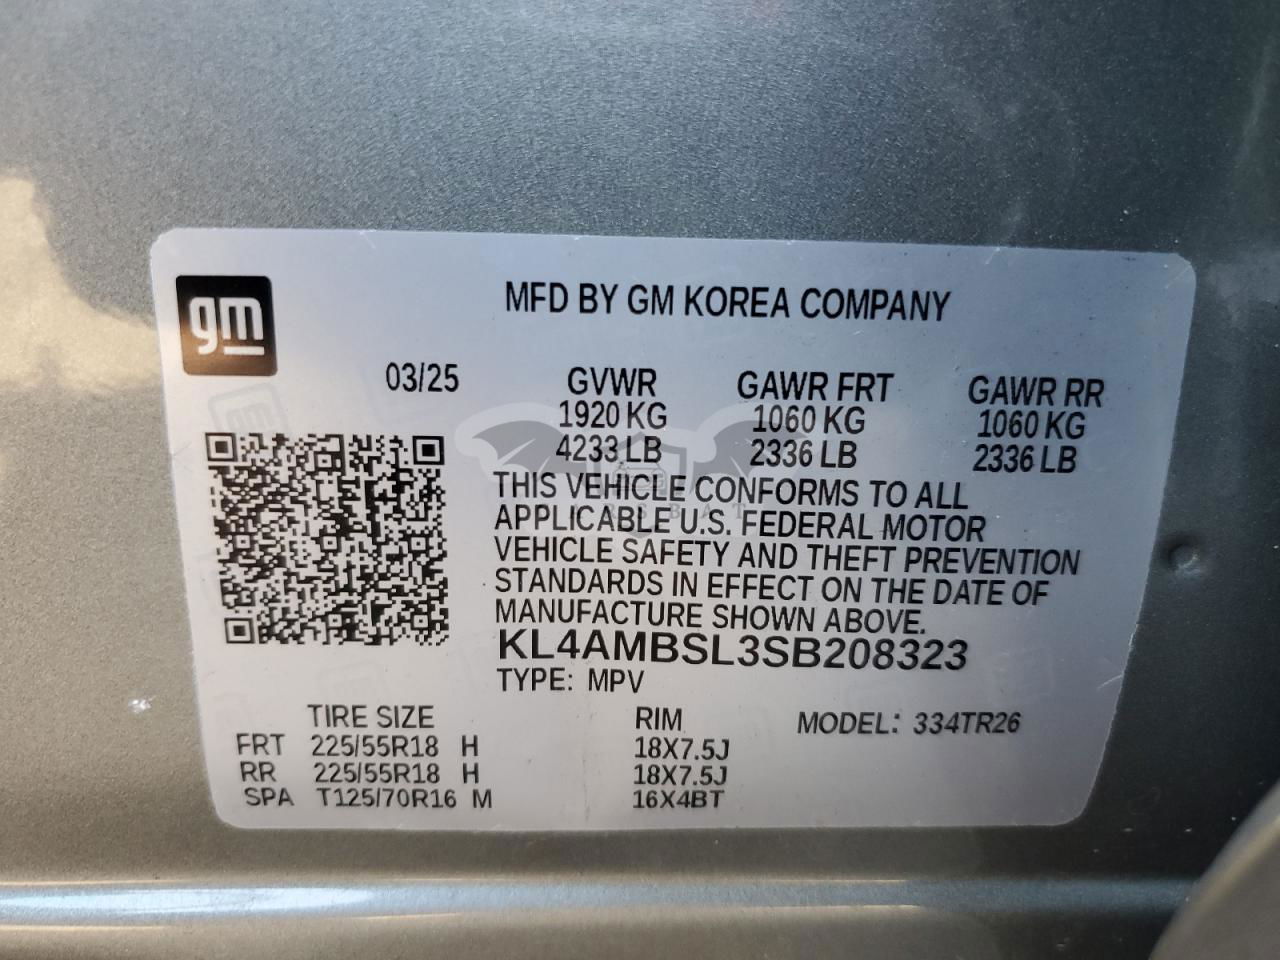 gm
MFD BY GM KOREA COMPANY
03/25 GVWR GAWR FRT GAWR RR
1920 KG 1060 KG 1060 KG
4233 LB 2336 LB 2336 LB
THIS VEHICLE CONFORMS TO ALL
APPLICABLE U.S. FEDERAL MOTOR
VEHICLE SAFETY AND THEFT PREVENTION
STANDARDS IN EFFECT ON THE DATE OF
MANUFACTURE SHOWN ABOVE.
KL4AMBSL3SB208323
TYPE: MPV
TIRE SIZE RIM MODEL: 334TR26
FRT 225/55R18 H 18X7.5J
RR 225/55R18 H 18X7.5J
SPA T125/70R16 M 16X4BT